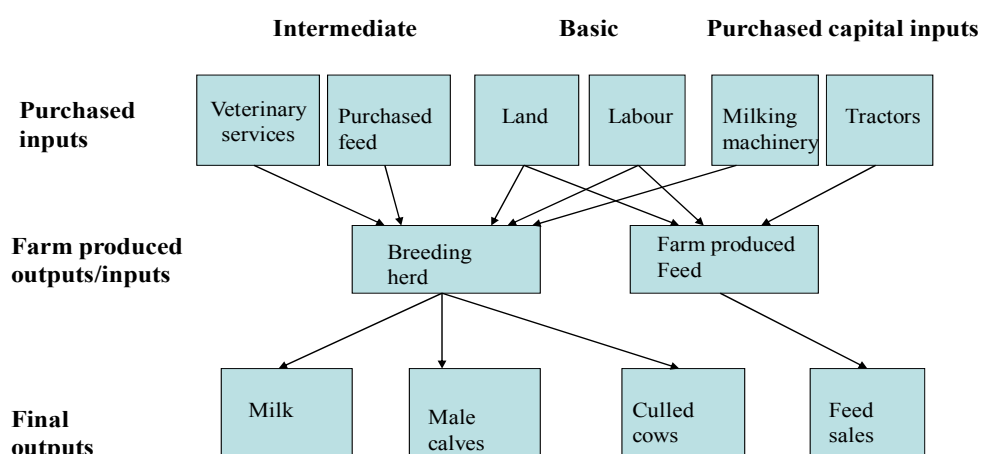 Intermediate Basic Purchased capital inputs
Purchased
inputs
Veterinary
services
Purchased
feed
Land
Labour
Milking
machinery
Tractors
Farm produced
outputs/inputs
Breeding
herd
Farm produced
Feed
Final
outputs
Milk
Male
calves
Culled
cows
Feed
sales